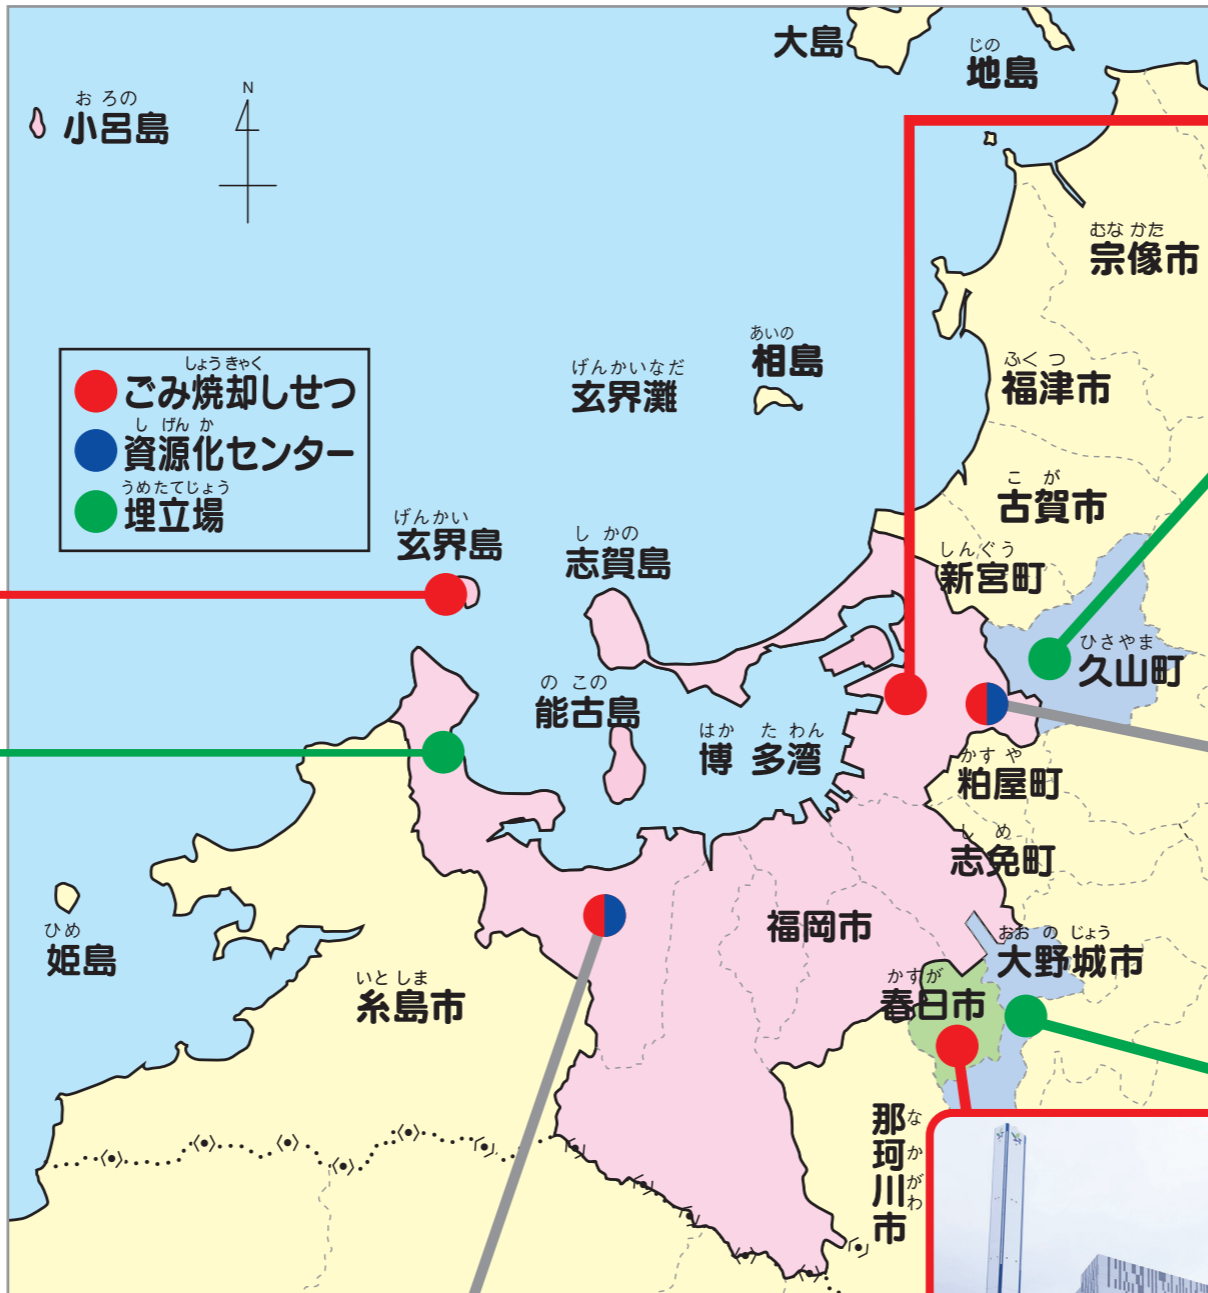 大島
じの
地島
お ろの
小呂島
N
むな かた
宗像市
あいの
相島
げんかいなだ
玄界灘
ふく つ
福津市
しょう きゃく
ごみ焼却しせつ
し げん か
資源化センター
うめたてじょう
埋立場
こ が
古賀市
げんかい
玄界島
し かの
志賀島
しんぐう
新宮町
ひさやま
久山町
の この
能古島
はか た わん
博多湾
かす や
粕屋町
し め
志免町
福岡市
おお の じょう
大野城市
ひめ
姫島
いと しま
糸島市
かすが
春日市
な か がわ
那珂川市